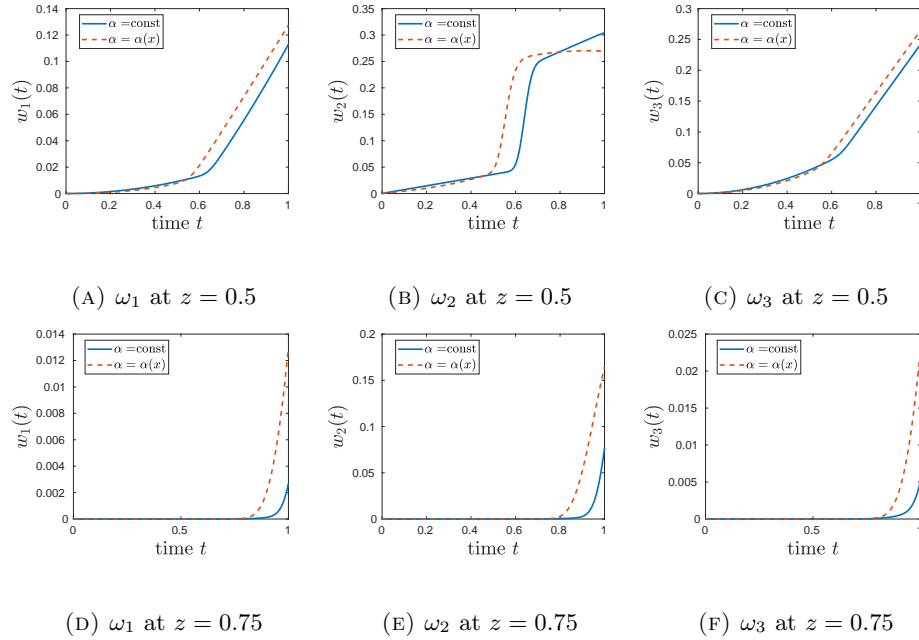 0.14
0.12
0.1
0.08
0.06
0.04
0.02
0
w₁(t)
α =const
α = α(x)
0 0.2 0.4 0.6 0.8 1
time t
0.3
0.25
0.2
0.15
0.1
0.05
0
w₂(t)
α =const
α = α(x)
0 0.2 0.4 0.6 0.8 1
time t
0.3
0.25
0.2
0.15
0.1
0.05
0
w₃(t)
α =const
α = α(x)
0 0.2 0.4 0.6 0.8 1
time t
(A) ω₁ at z = 0.5
(B) ω₂ at z = 0.5
(C) ω₃ at z = 0.5
0.014
0.012
0.01
0.008
0.006
0.004
0.002
0
w₁(t)
α =const
α = α(x)
0 0.5 1
time t
0.2
0.15
0.1
0.05
0
w₂(t)
α =const
α = α(x)
0 0.2 0.4 0.6 0.8 1
time t
0.025
0.02
0.015
0.01
0.005
0
w₃(t)
α =const
α = α(x)
0 0.5 1
time t
(D) ω₁ at z = 0.75
(E) ω₂ at z = 0.75
(F) ω₃ at z = 0.75